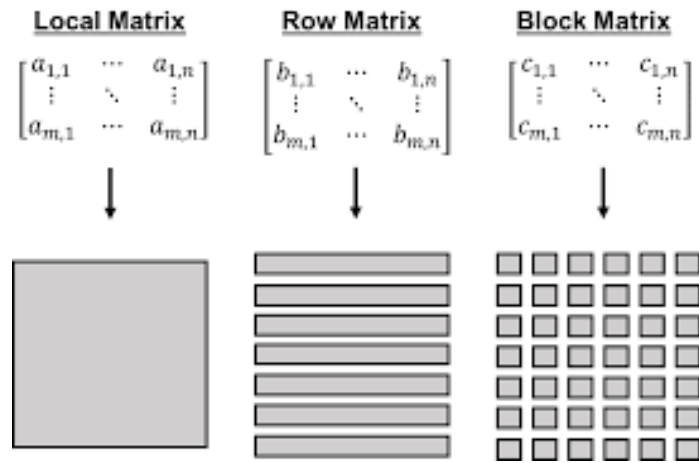 Local Matrix
Row Matrix
Block Matrix
a1,1 ⋯ a1,n
⋮ ⋱ ⋮
am,1 ⋯ am,n
b1,1 ⋯ b1,n
⋮ ⋱ ⋮
bm,1 ⋯ bm,n
c1,1 ⋯ c1,n
⋮ ⋱ ⋮
cm,1 ⋯ cm,n